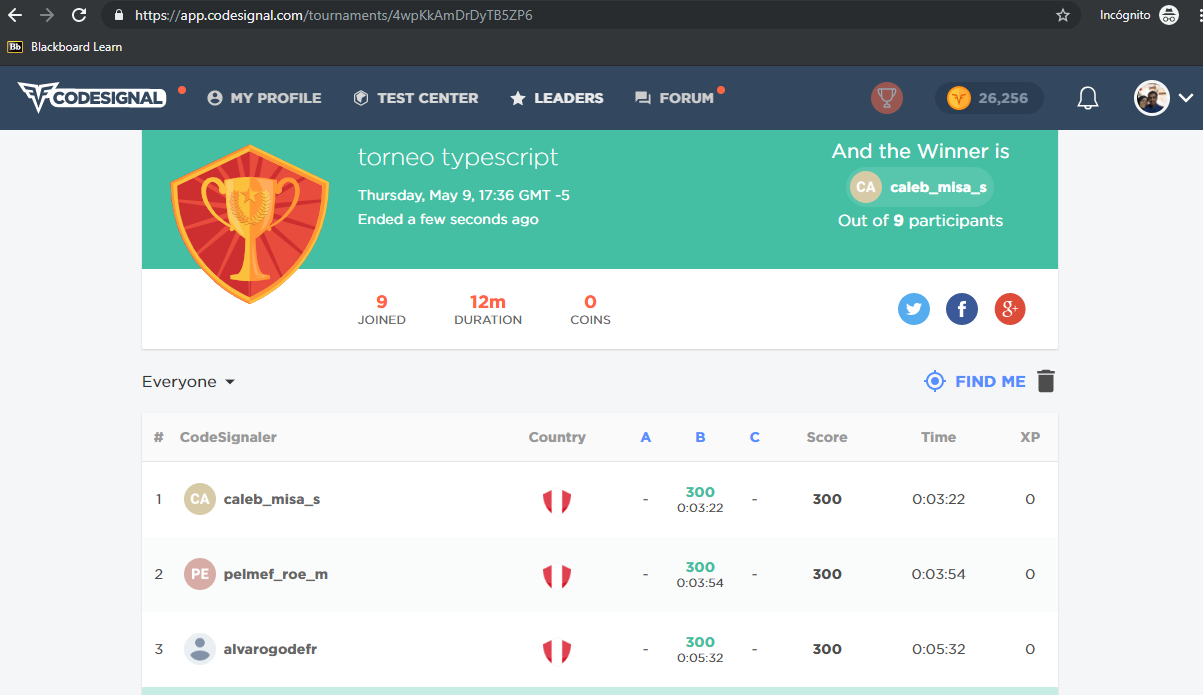 https://app.codesignal.com/tournaments/4wpKkAmDrDyTB5ZP6
Incógnito
Bb Blackboard Learn
CODESIGNAL
MY PROFILE
TEST CENTER
LEADERS
FORUM
26,256
torneo typescript
Thursday, May 9, 17:36 GMT -5
Ended a few seconds ago
And the Winner is
CA caleb_misa_s
Out of 9 participants
9 12m 0
JOINED DURATION COINS
Everyone
FIND ME
# CodeSignaler Country A B C Score Time XP
1 CA caleb_misa_s - 300 - 300 0:03:22 0
0:03:22
2 PE pelmef_roe_m - 300 - 300 0:03:54 0
0:03:54
3 alvarogodefr - 300 - 300 0:05:32 0
0:05:32